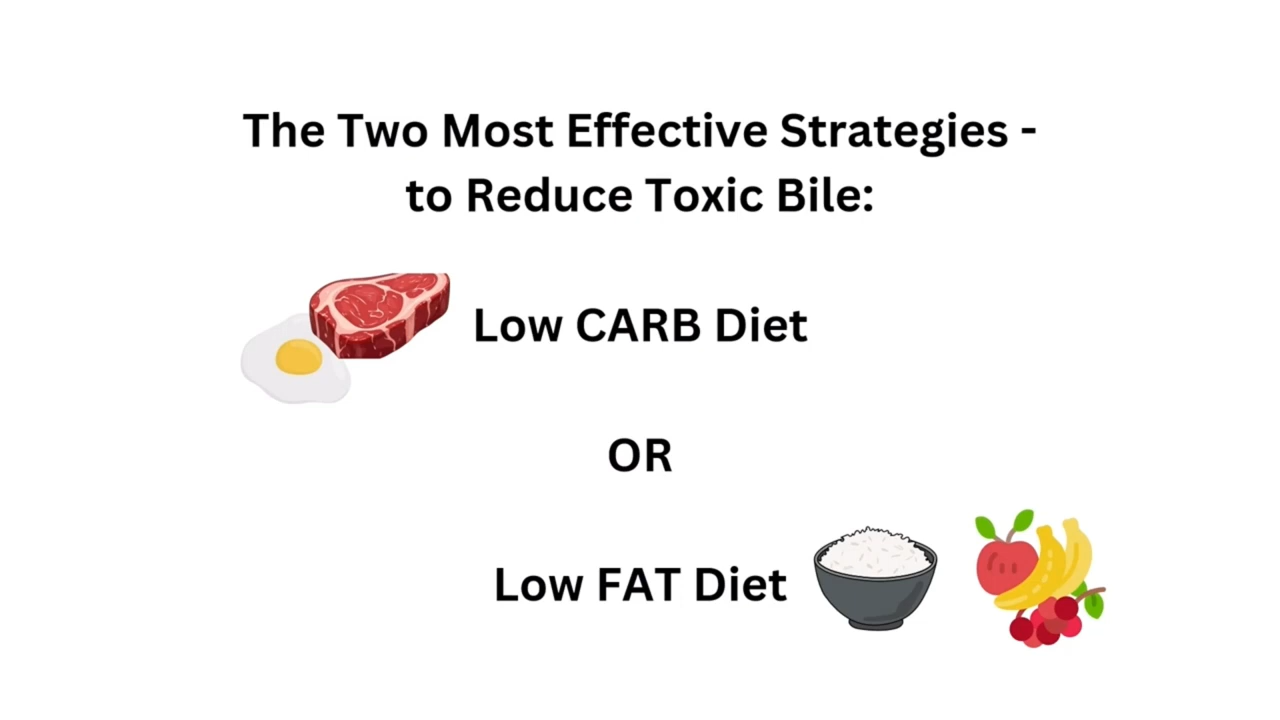 The Two Most Effective Strategies -
to Reduce Toxic Bile:
Low CARB Diet
OR
Low FAT Diet